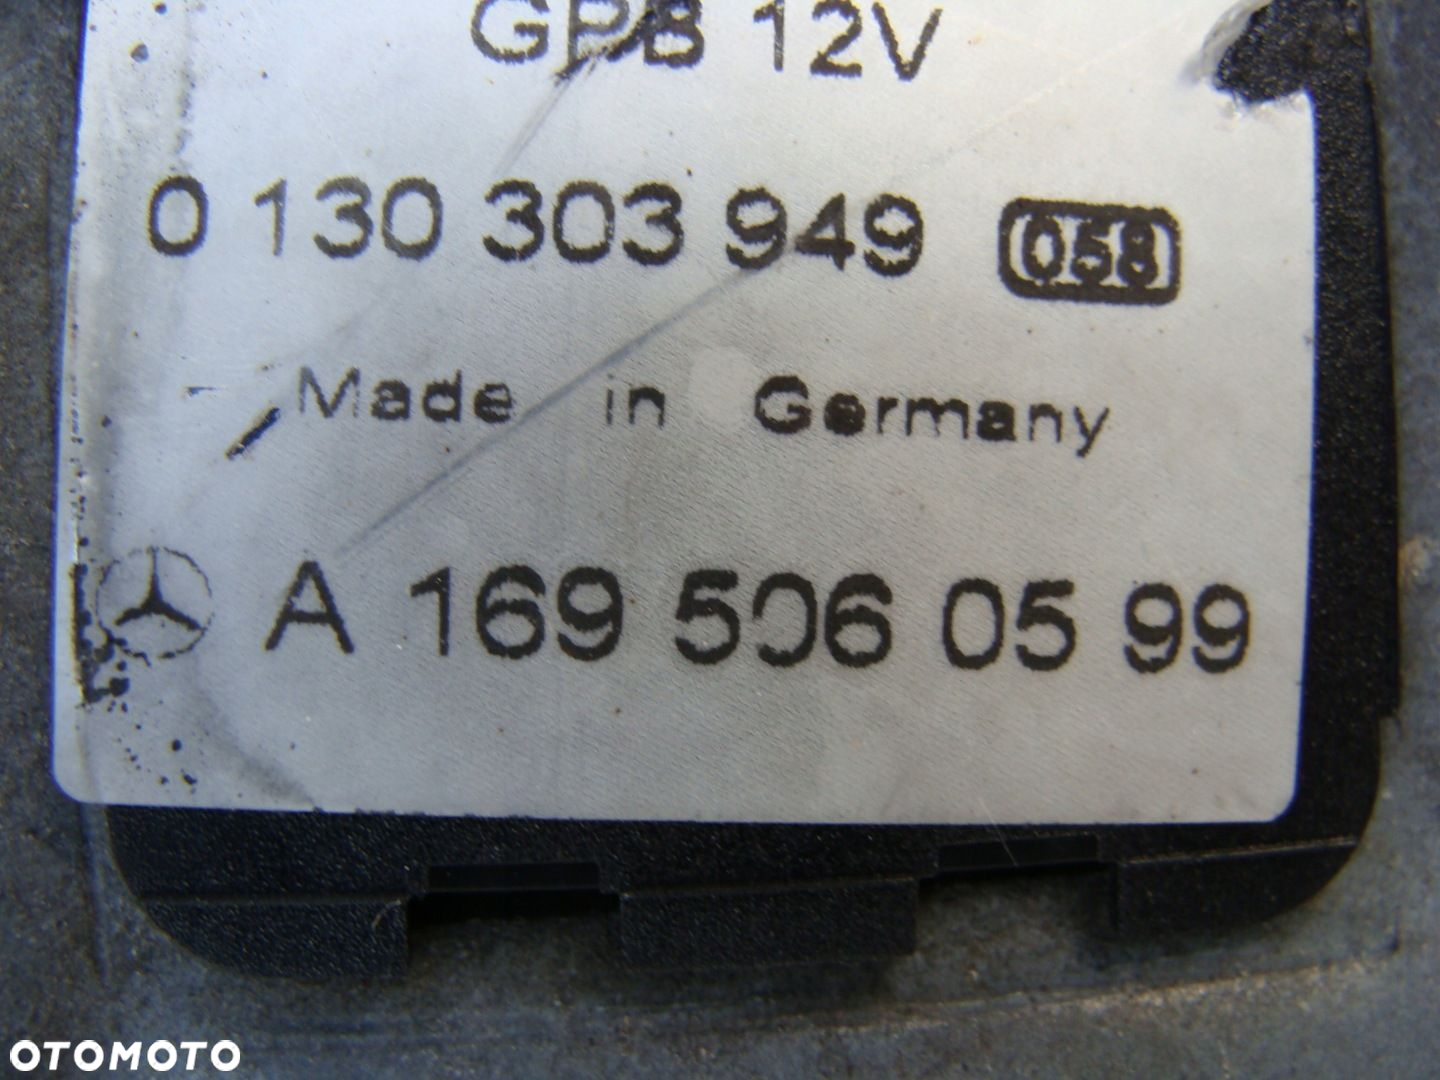 GPB 12V
0 130 303 949 058
Made in Germany
A 169 506 05 99
OTOMOTO